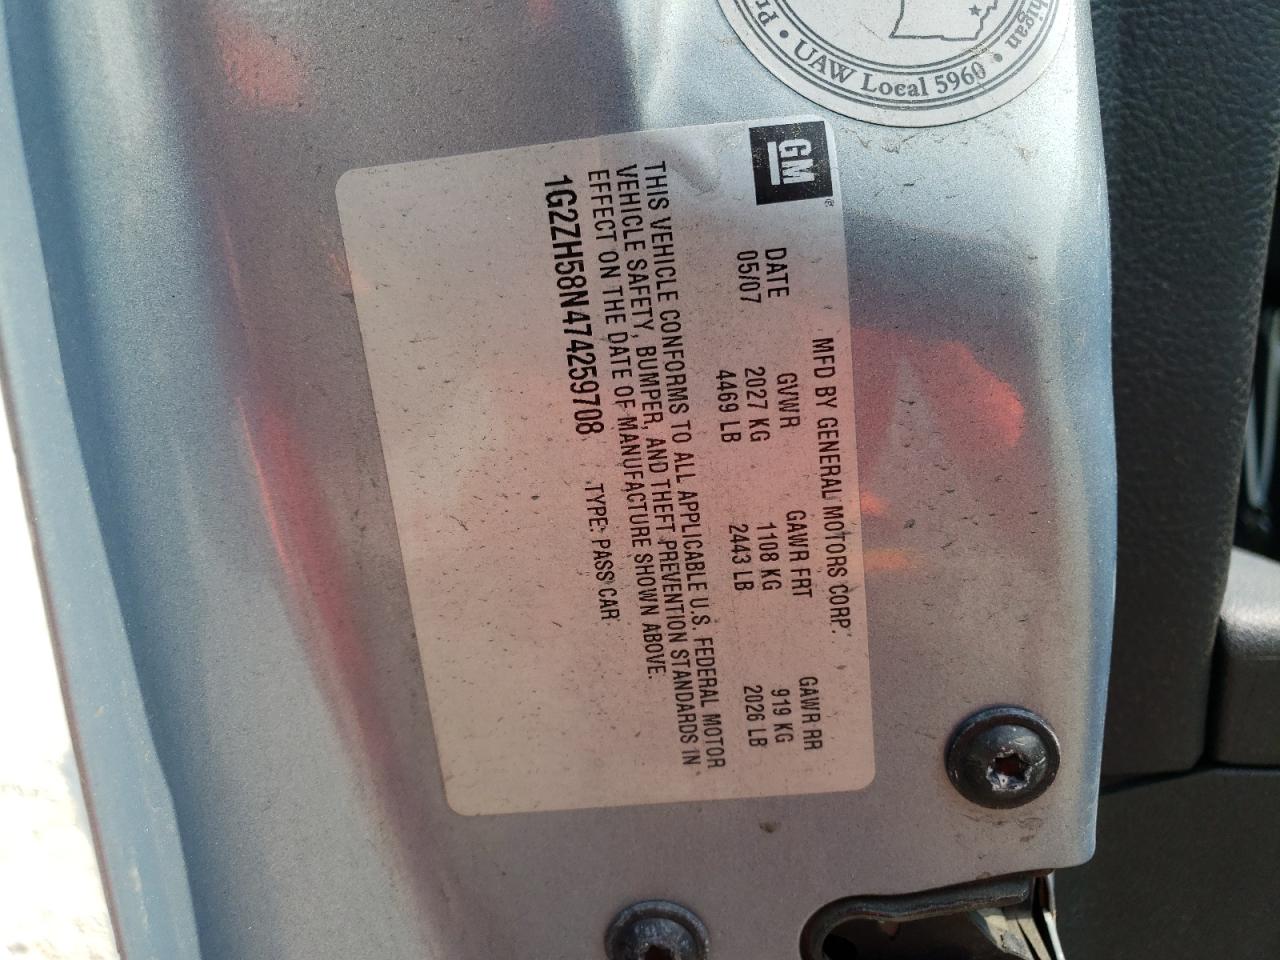 • UAW Local 5960 •
GM
MFD BY GENERAL MOTORS CORP.
DATE GVWR GAWR FRT GAWR RR
05/07 2027 KG 1108 KG 919 KG
4469 LB 2443 LB 2026 LB
THIS VEHICLE CONFORMS TO ALL APPLICABLE U.S. FEDERAL MOTOR
VEHICLE SAFETY, BUMPER, AND THEFT PREVENTION STANDARDS IN
EFFECT ON THE DATE OF MANUFACTURE SHOWN ABOVE.
1G2ZH58N474259708 TYPE: PASS CAR